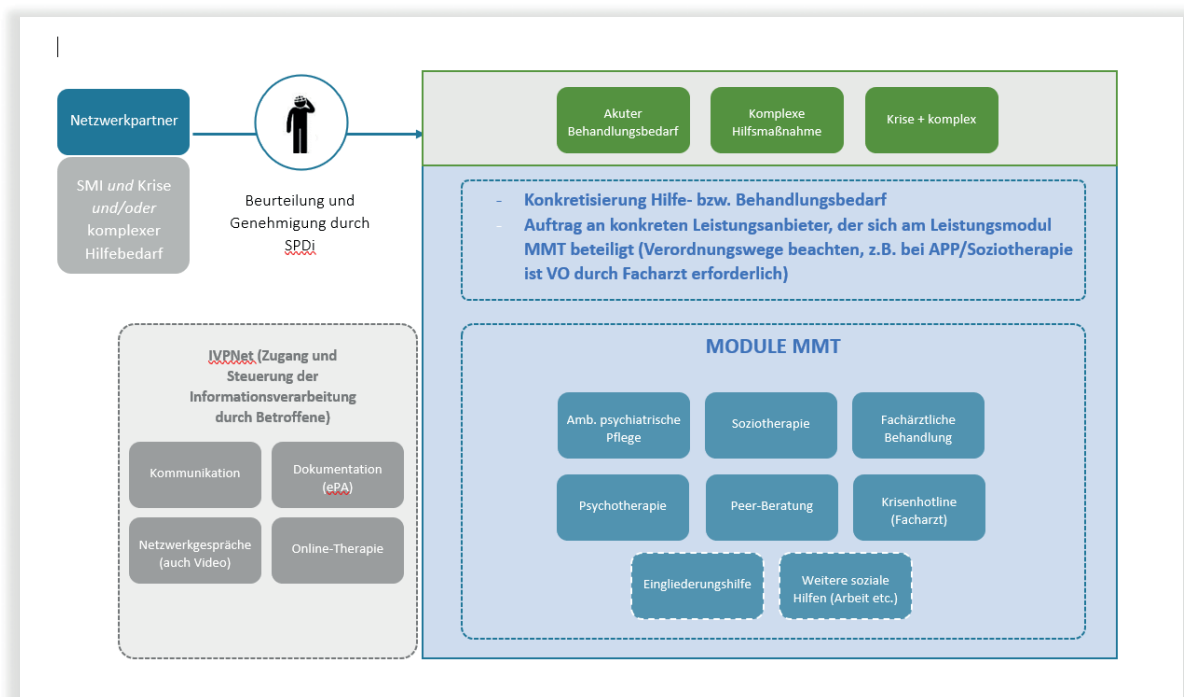 Netzwerkpartner
SMI und Krise
und/oder
komplexer
Hilfebedarf
Beurteilung und
Genehmigung durch
SPDi
Akuter
Behandlungsbedarf
Komplexe
Hilfsmaßnahme
Krise + komplex
- Konkretisierung Hilfe- bzw. Behandlungsbedarf
- Auftrag an konkreten Leistungsanbieter, der sich am Leistungsmodul
MMT beteiligt (Verordnungswege beachten, z.B. bei APP/Soziotherapie
ist VO durch Facharzt erforderlich)
IVPNet (Zugang und
Steuerung der
Informationsverarbeitung
durch Betroffene)
Kommunikation
Dokumentation
(ePA)
Netzwerkgespräche
(auch Video)
Online-Therapie
MODULE MMT
Amb. psychiatrische
Pflege
Soziotherapie
Fachärztliche
Behandlung
Psychotherapie
Peer-Beratung
Krisenhotline
(Facharzt)
Eingliederungshilfe
Weitere soziale
Hilfen (Arbeit etc.)